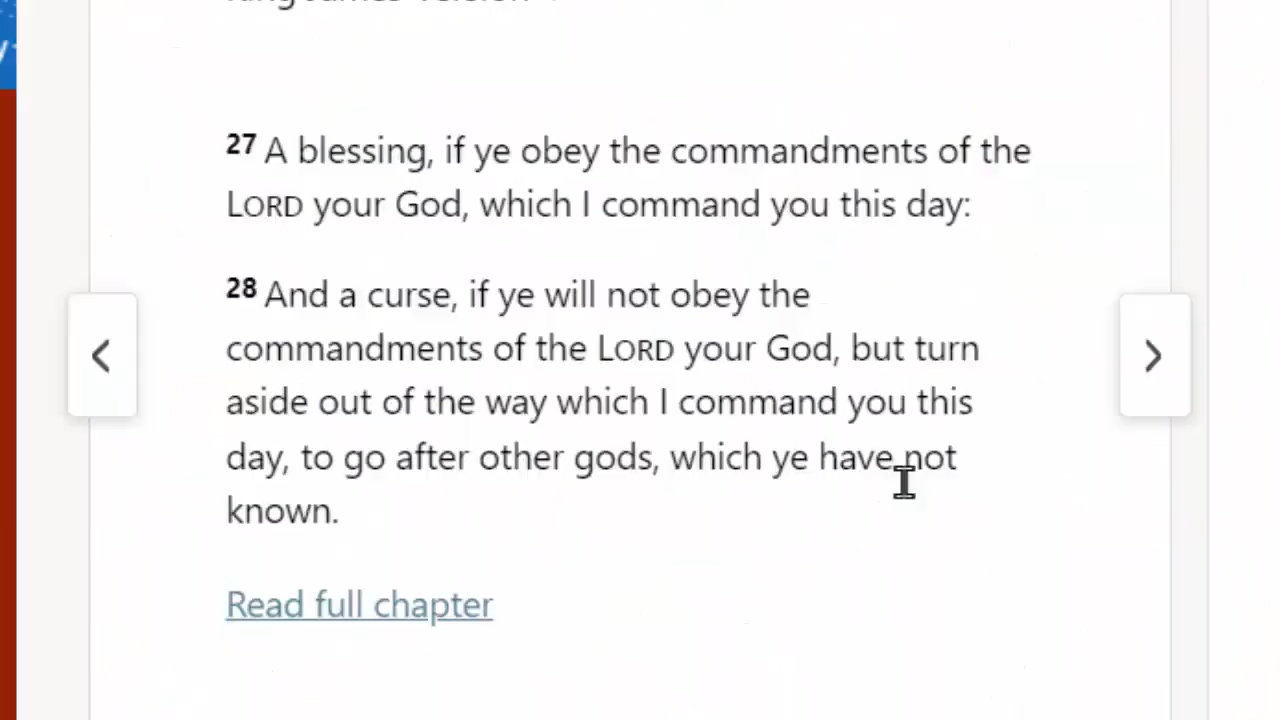 King James Version
27 A blessing, if ye obey the commandments of the
LORD your God, which I command you this day:
28 And a curse, if ye will not obey the
commandments of the LORD your God, but turn
aside out of the way which I command you this
day, to go after other gods, which ye have not
known.
Read full chapter